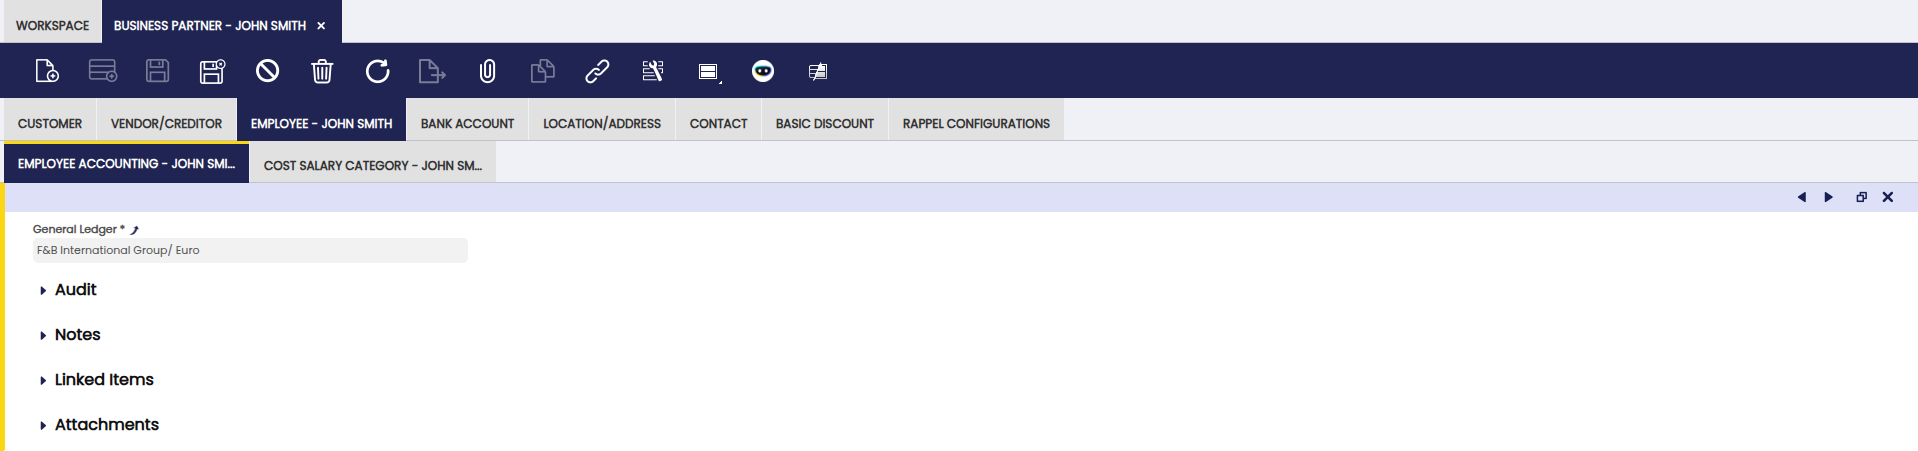 WORKSPACE BUSINESS PARTNER - JOHN SMITH
CUSTOMER VENDOR/CREDITOR EMPLOYEE - JOHN SMITH BANK ACCOUNT LOCATION/ADDRESS CONTACT BASIC DISCOUNT RAPPEL CONFIGURATIONS
EMPLOYEE ACCOUNTING - JOHN SMI... COST SALARY CATEGORY - JOHN SM...
General Ledger *
F&B International Group/ Euro
Audit
Notes
Linked Items
Attachments